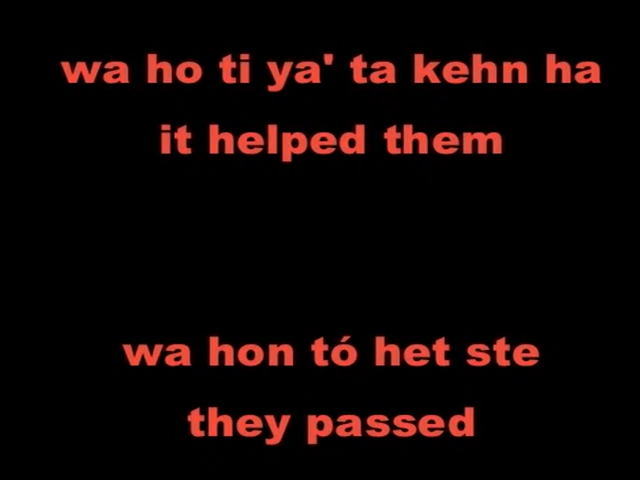 wa ho ti ya' ta kehn ha
it helped them
wa hon tó het ste
they passed